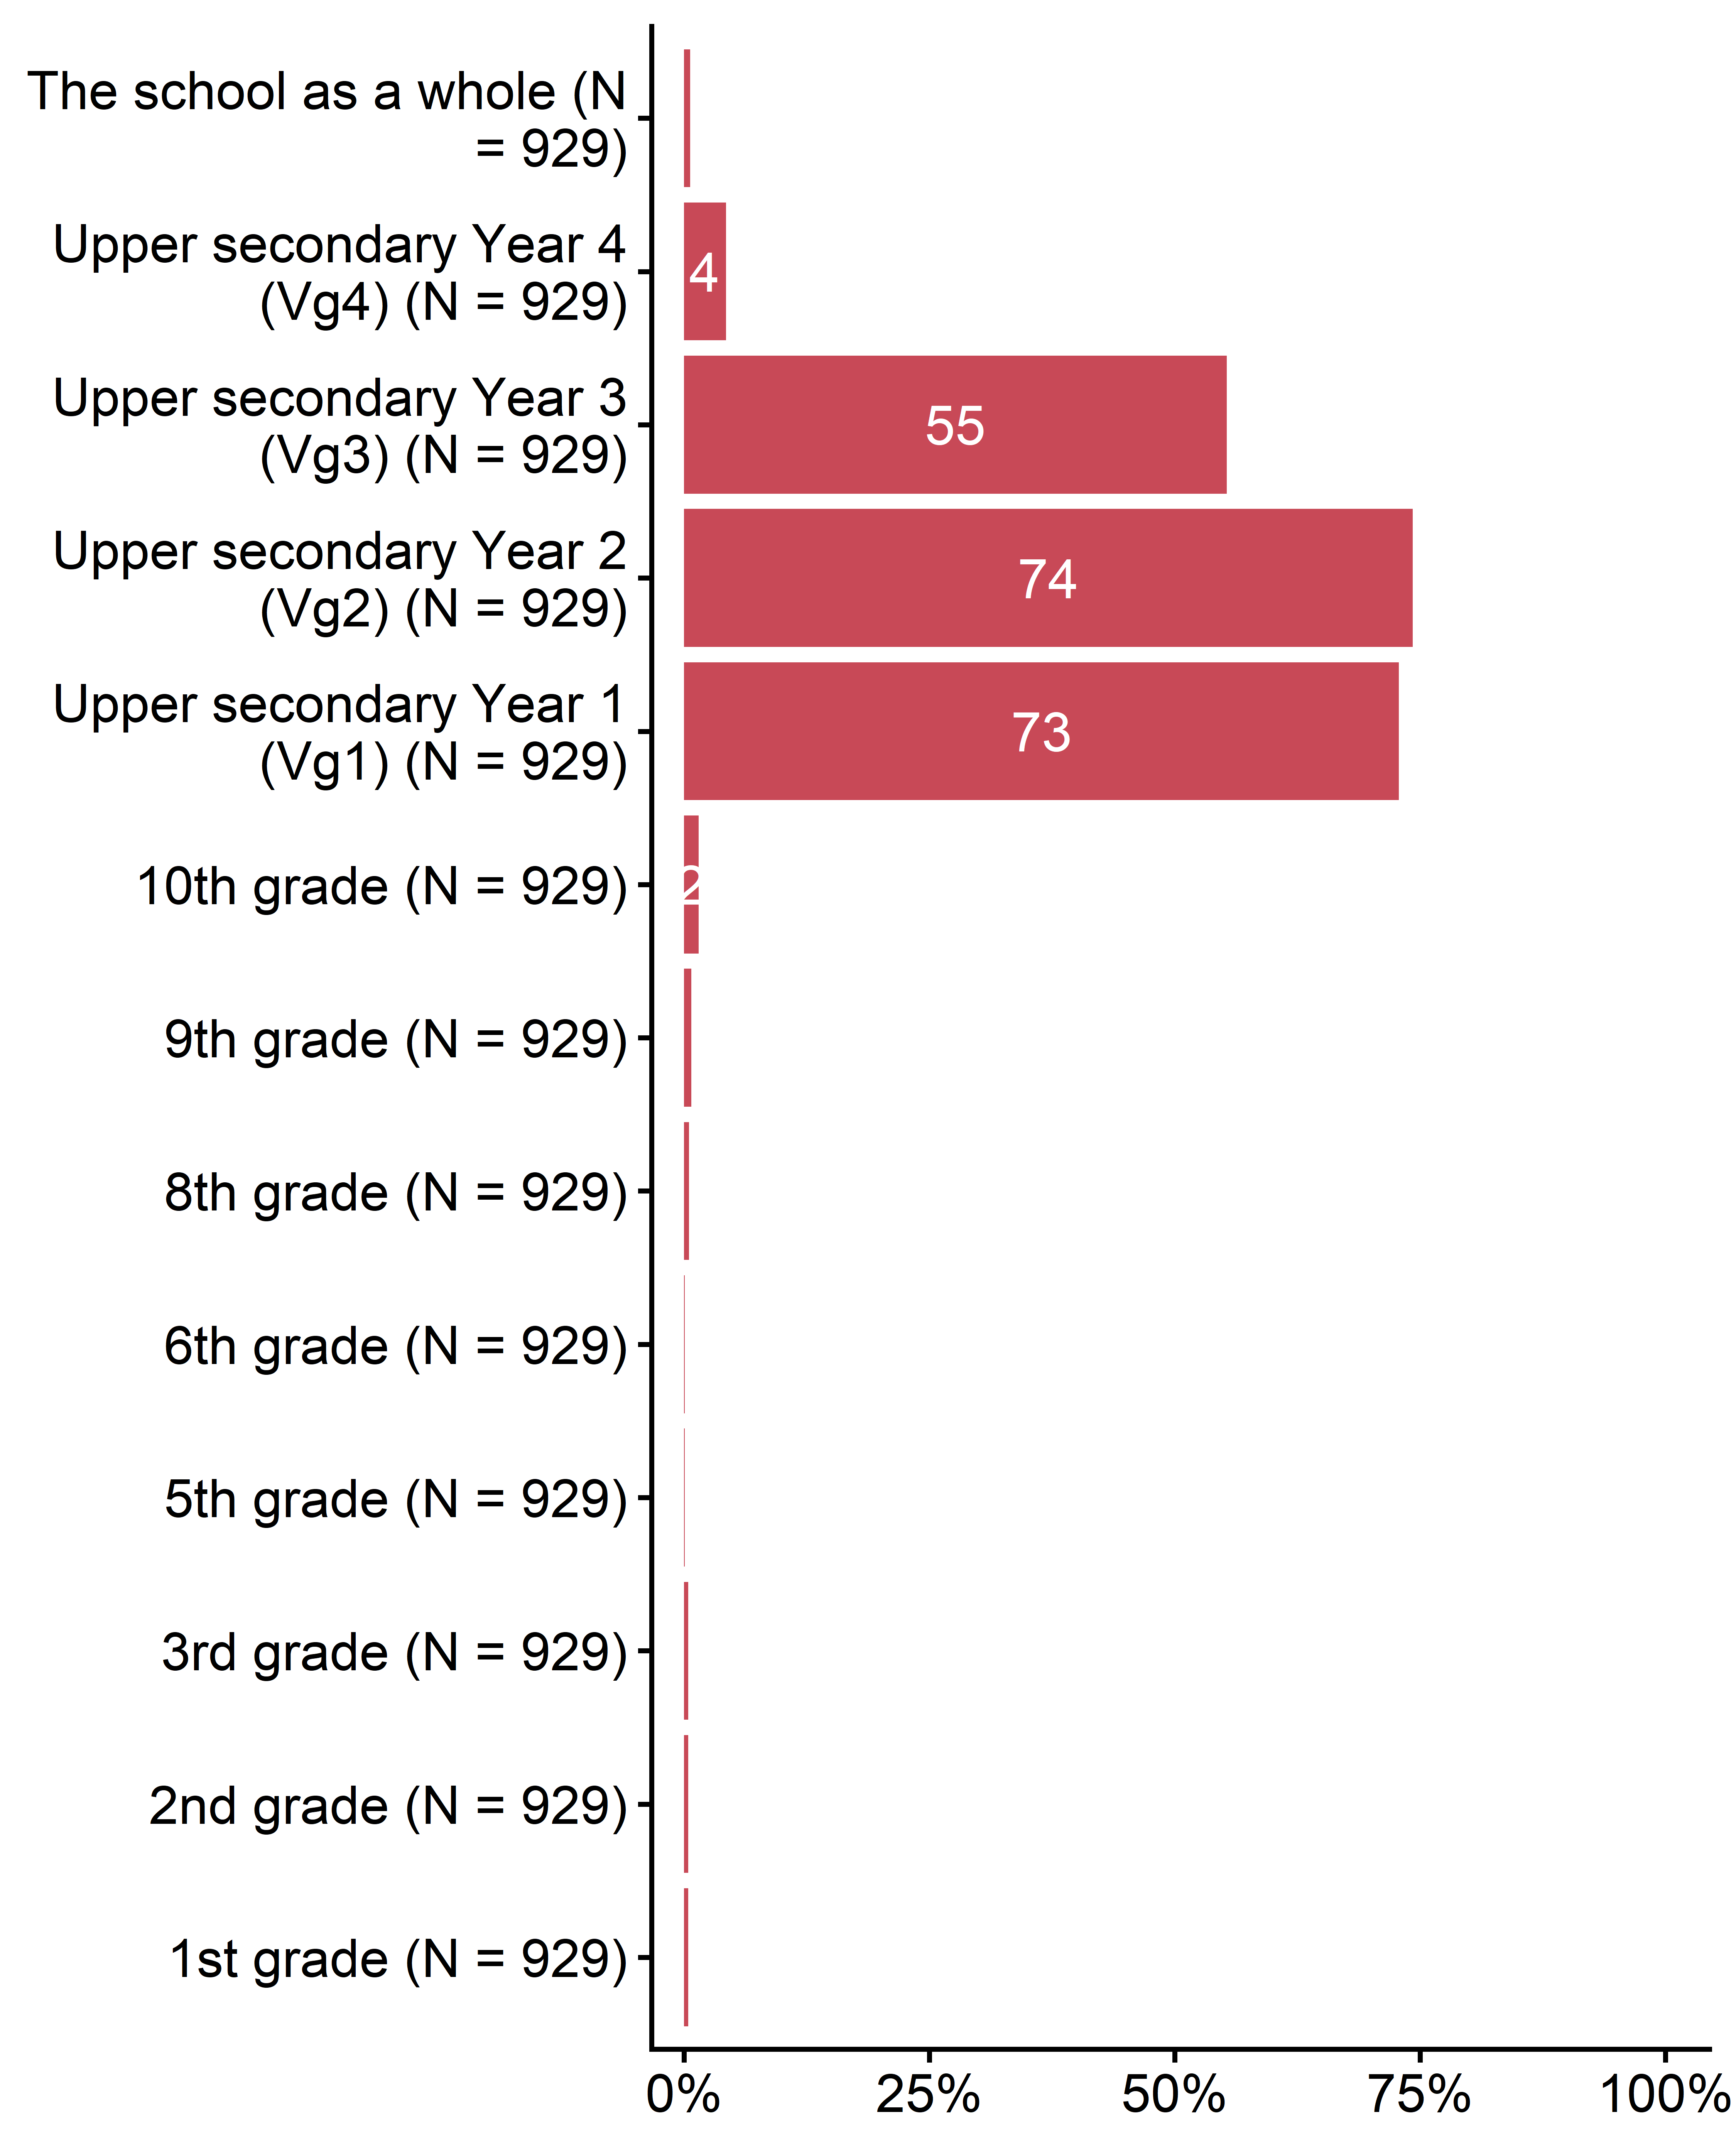 The school as a whole (N
= 929)
Upper secondary Year 4
(Vg4) (N = 929)
4
Upper secondary Year 3
(Vg3) (N = 929)
55
Upper secondary Year 2
(Vg2) (N = 929)
74
Upper secondary Year 1
(Vg1) (N = 929)
73
10th grade (N = 929)
2
9th grade (N = 929)
8th grade (N = 929)
6th grade (N = 929)
5th grade (N = 929)
3rd grade (N = 929)
2nd grade (N = 929)
1st grade (N = 929)
0% 25% 50% 75% 100%